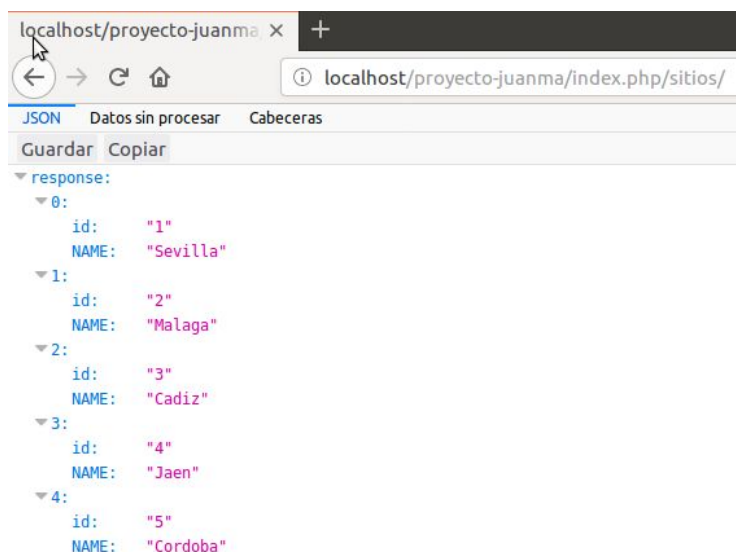 localhost/proyecto-juanma
localhost/proyecto-juanma/index.php/sitios/
JSON Datos sin procesar Cabeceras
Guardar Copiar
response:
0:
id: "1"
NAME: "Sevilla"
1:
id: "2"
NAME: "Malaga"
2:
id: "3"
NAME: "Cadiz"
3:
id: "4"
NAME: "Jaen"
4:
id: "5"
NAME: "Cordoba"